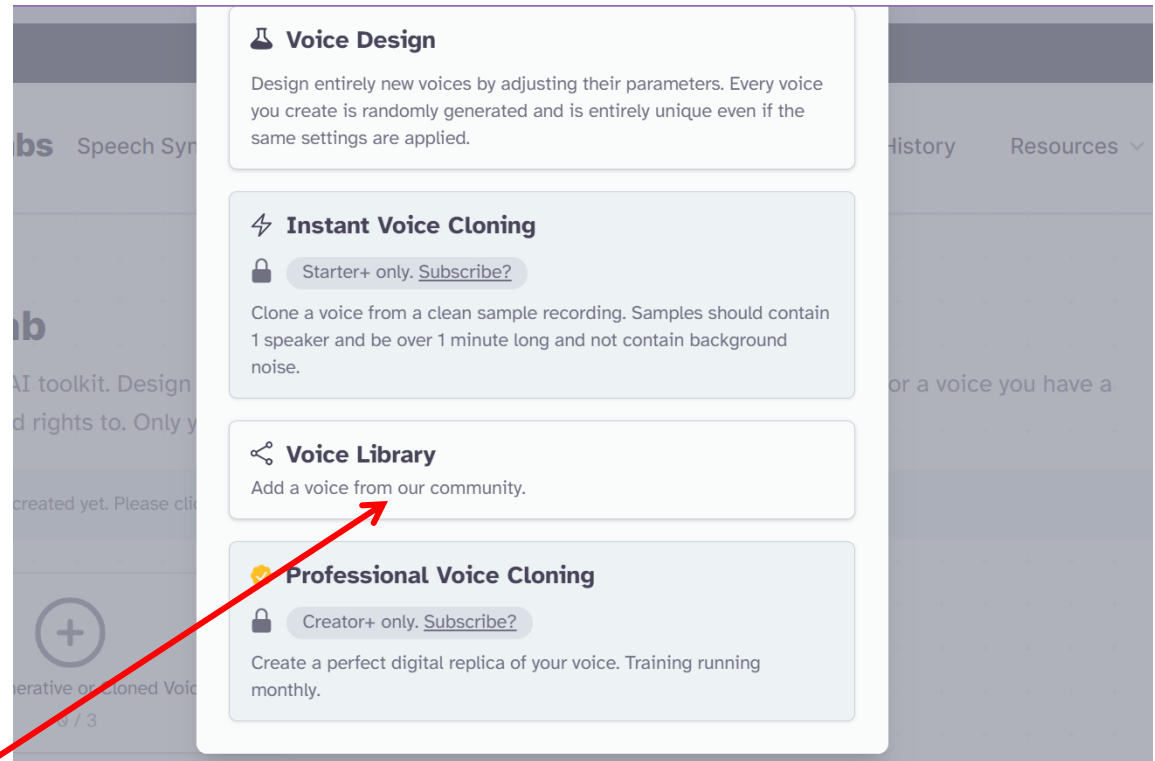 Voice Design
Design entirely new voices by adjusting their parameters. Every voice
you create is randomly generated and is entirely unique even if the
same settings are applied.
bs Speech Syn
History Resources
Instant Voice Cloning
Starter+ only. Subscribe?
Clone a voice from a clean sample recording. Samples should contain
1 speaker and be over 1 minute long and not contain background
noise.
AI toolkit. Design
or a voice you have a
d rights to. Only y
Voice Library
Add a voice from our community.
created yet. Please clic
Professional Voice Cloning
Creator+ only. Subscribe?
Create a perfect digital replica of your voice. Training running
monthly.
nerative or Cloned Voic
0 / 3